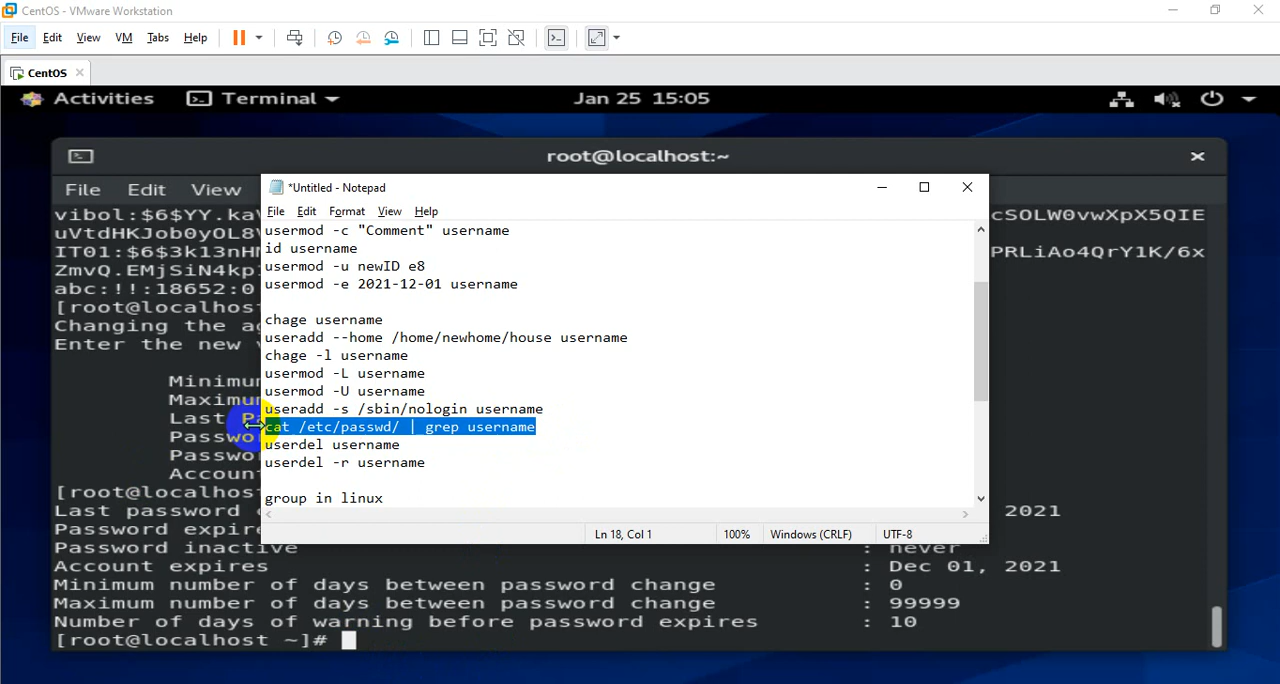 CentOS - VMware Workstation
File Edit View VM Tabs Help
CentOS
Activities Terminal Jan 25 15:05
root@localhost:~
File Edit View
*Untitled - Notepad
File Edit Format View Help
usermod -c "Comment" username
id username
usermod -u newID e8
usermod -e 2021-12-01 username
chage username
useradd --home /home/newhome/house username
chage -l username
usermod -L username
usermod -U username
useradd -s /sbin/nologin username
cat /etc/passwd/ | grep username
userdel username
userdel -r username
group in linux
Ln 18, Col 1 100% Windows (CRLF) UTF-8
vibol:$6$YY.ka cSOLW0vwXpX5QIE
uVtdHKJob0yOL8
IT01:$6$3k13nH PRLiAo4QrY1K/6x
ZmvQ.EMjSiN4kp
abc:!!:18652:0
[root@localhos
Changing the a
Enter the new
Minimu
Maximu
Last
Passwo
Passwo
Accoun
[root@localhos
Last password 2021
Password expir
Password inactive : never
Account expires : Dec 01, 2021
Minimum number of days between password change : 0
Maximum number of days between password change : 99999
Number of days of warning before password expires : 10
[root@localhost ~]#